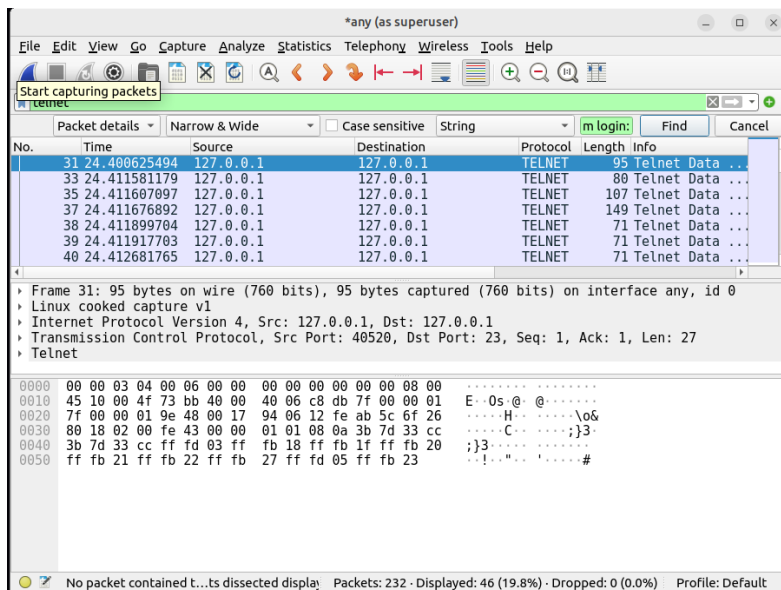 *any (as superuser)
File Edit View Go Capture Analyze Statistics Telephony Wireless Tools Help
Start capturing packets
telnet
Packet details Narrow & Wide Case sensitive String m login: Find Cancel
No. Time Source Destination Protocol Length Info
31 24.400625494 127.0.0.1 127.0.0.1 TELNET 95 Telnet Data ...
33 24.411581179 127.0.0.1 127.0.0.1 TELNET 80 Telnet Data ...
35 24.411607097 127.0.0.1 127.0.0.1 TELNET 107 Telnet Data ...
37 24.411676892 127.0.0.1 127.0.0.1 TELNET 149 Telnet Data ...
38 24.411899704 127.0.0.1 127.0.0.1 TELNET 71 Telnet Data ...
39 24.411917703 127.0.0.1 127.0.0.1 TELNET 71 Telnet Data ...
40 24.412681765 127.0.0.1 127.0.0.1 TELNET 71 Telnet Data ...
Frame 31: 95 bytes on wire (760 bits), 95 bytes captured (760 bits) on interface any, id 0
Linux cooked capture v1
Internet Protocol Version 4, Src: 127.0.0.1, Dst: 127.0.0.1
Transmission Control Protocol, Src Port: 40520, Dst Port: 23, Seq: 1, Ack: 1, Len: 27
Telnet
0000 00 00 03 04 00 06 00 00 00 00 00 00 00 00 08 00 ········ ········
0010 45 10 00 4f 73 bb 40 00 40 06 c8 db 7f 00 00 01 E··Os·@· @·······
0020 7f 00 00 01 9e 48 00 17 94 06 12 fe ab 5c 6f 26 ·····H·· ·····\o&
0030 80 18 02 00 fe 43 00 00 01 01 08 0a 3b 7d 33 cc ·····C·· ····;}3·
0040 3b 7d 33 cc ff fd 03 ff fb 18 ff fb 1f ff fb 20 ;}3····· ·······
0050 ff fb 21 ff fb 22 ff fb 27 ff fd 05 ff fb 23 ··!··"·· '·····#
No packet contained t...ts dissected display Packets: 232 · Displayed: 46 (19.8%) · Dropped: 0 (0.0%) Profile: Default